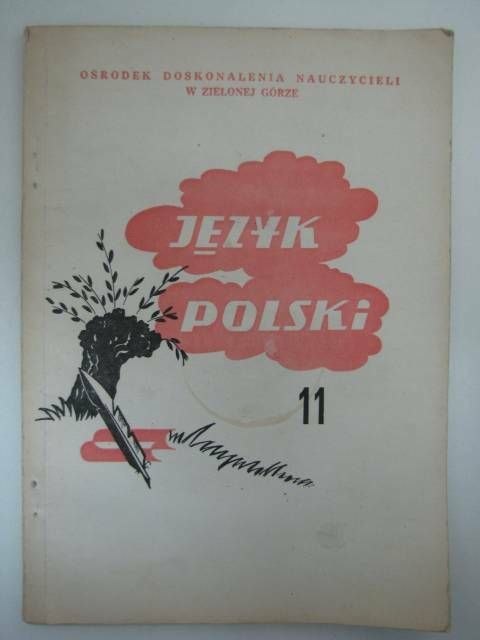 OŚRODEK DOSKONALENIA NAUCZYCIELI
W ZIELONEJ GÓRZE
JĘZYK
POLSKi
11